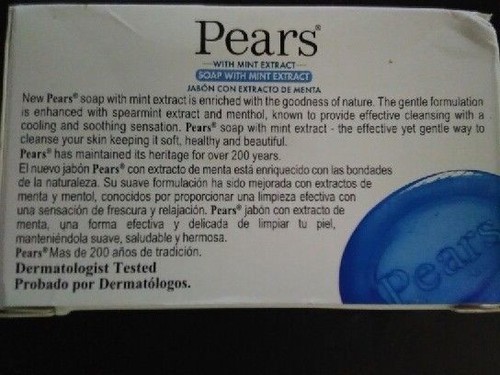 Pears®
WITH MINT EXTRACT
SOAP WITH MINT EXTRACT
JABÓN CON EXTRACTO DE MENTA
New Pears® soap with mint extract is enriched with the goodness of nature. The gentle formulation
is enhanced with spearmint extract and menthol, known to provide effective cleansing with a
cooling and soothing sensation. Pears® soap with mint extract - the effective yet gentle way to
cleanse your skin keeping it soft, healthy and beautiful.
Pears® has maintained its heritage for over 200 years.
El nuevo jabón Pears® con extracto de menta está enriquecido con las bondades
de la naturaleza. Su suave formulación ha sido mejorada con extractos de
menta y mentol, conocidos por proporcionar una limpieza efectiva con
una sensación de frescura y relajación. Pears® jabón con extracto de
menta, una forma efectiva y delicada de limpiar tu piel,
manteniéndola suave, saludable y hermosa.
Pears® Mas de 200 años de tradición.
Dermatologist Tested
Probado por Dermatólogos.
Pears